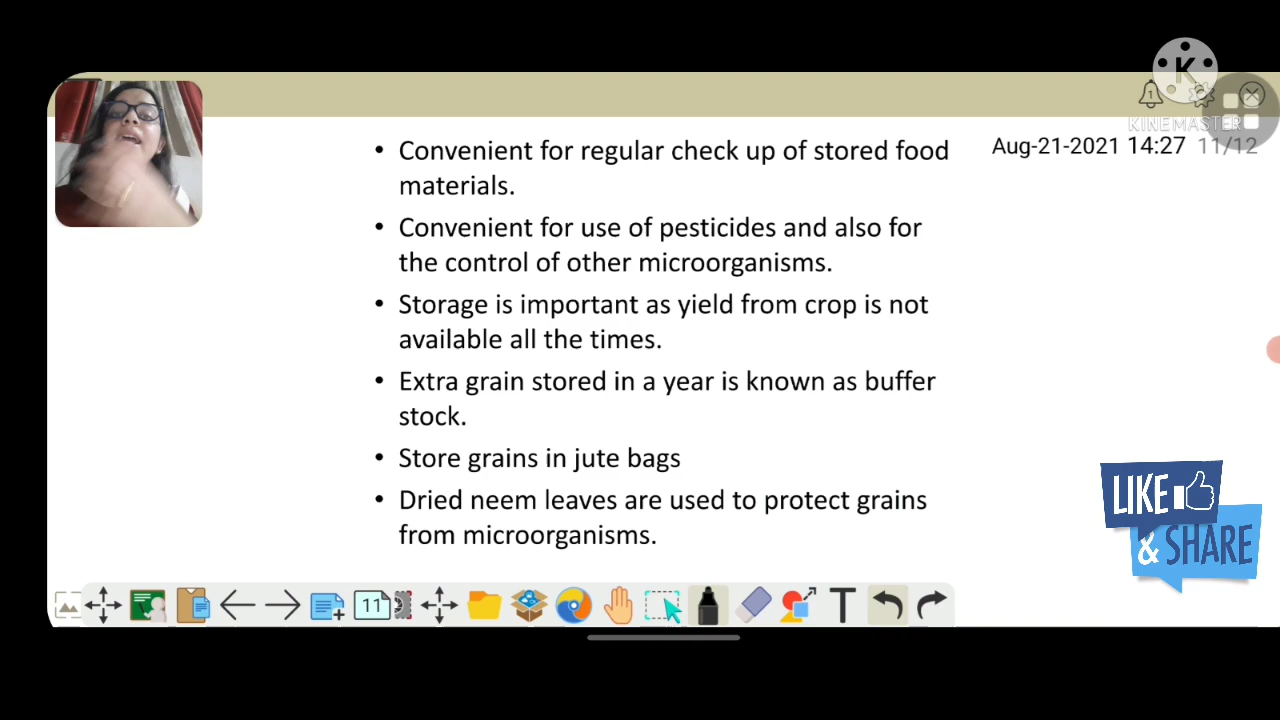 KINEMASTER
Aug-21-2021 14:27 11/12
• Convenient for regular check up of stored food
materials.
• Convenient for use of pesticides and also for
the control of other microorganisms.
• Storage is important as yield from crop is not
available all the times.
• Extra grain stored in a year is known as buffer
stock.
• Store grains in jute bags
• Dried neem leaves are used to protect grains
from microorganisms.
LIKE
& SHARE
11
T